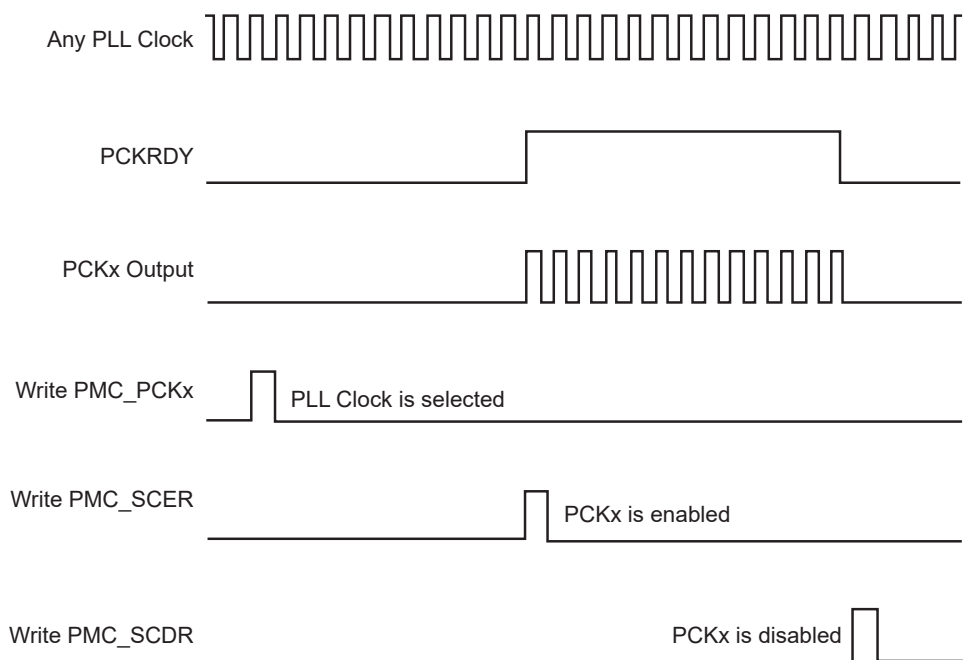 Any PLL Clock
PCKRDY
PCKx Output
Write PMC_PCKx
PLL Clock is selected
Write PMC_SCER
PCKx is enabled
Write PMC_SCDR
PCKx is disabled